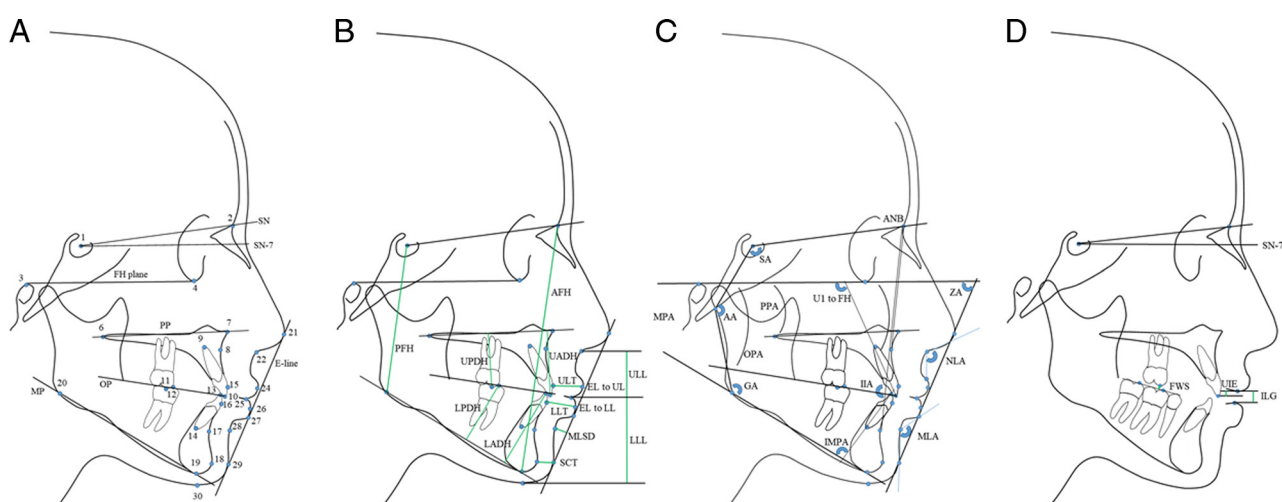 A
B
C
D
2
SN
1
SN-7
3
FH plane
4
PP
6
7
9
8
21
E-line
22
MP
20
OP
11
12
13
15
10
16
24
25
26
27
14
17
28
19
18
29
30
AFH
PFH
UPDH
UADH
ULT
EL to UL
ULL
LPDH
LLT
EL to LL
LADH
MLSD
LLL
SCT
ANB
SA
U1 to FH
ZA
MPA
AA
PPA
OPA
NLA
GA
IIA
IMPA
MLA
SN-7
FWS
UIE
ILG